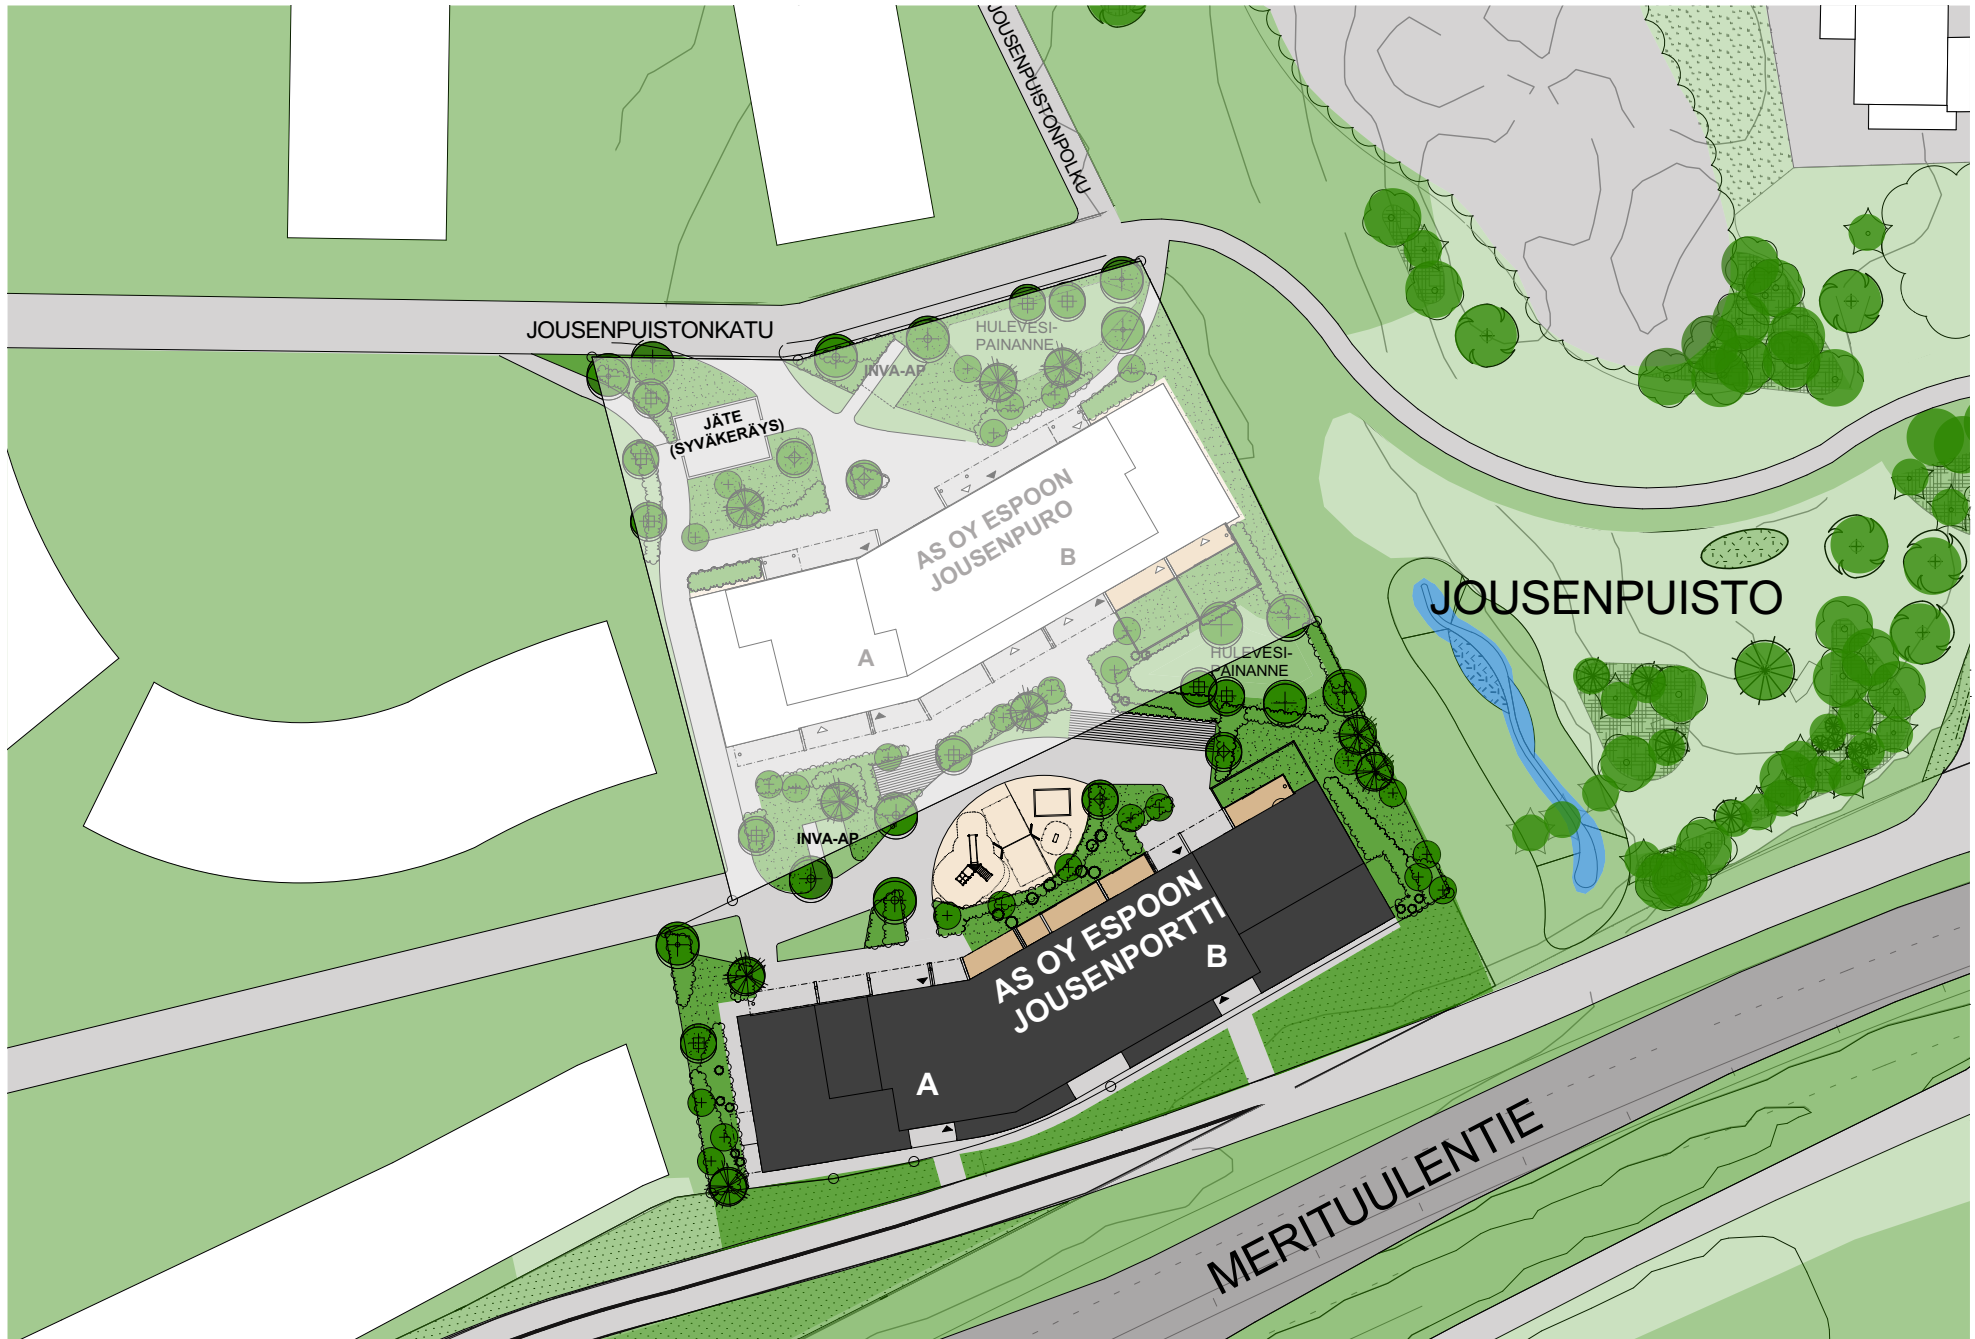 JOUSENPUISTONPOLKU
JOUSENPUISTONKATU
HULEVESI-
PAINANNE
INVA-AP
JÄTE
(SYVÄKERÄYS)
AS OY ESPOON
JOUSENPURO
B
A
JOUSENPUISTO
HULEVESI-
PAINANNE
INVA-AP
AS OY ESPOON
JOUSENPORTTI
B
A
MERITUULENTIE